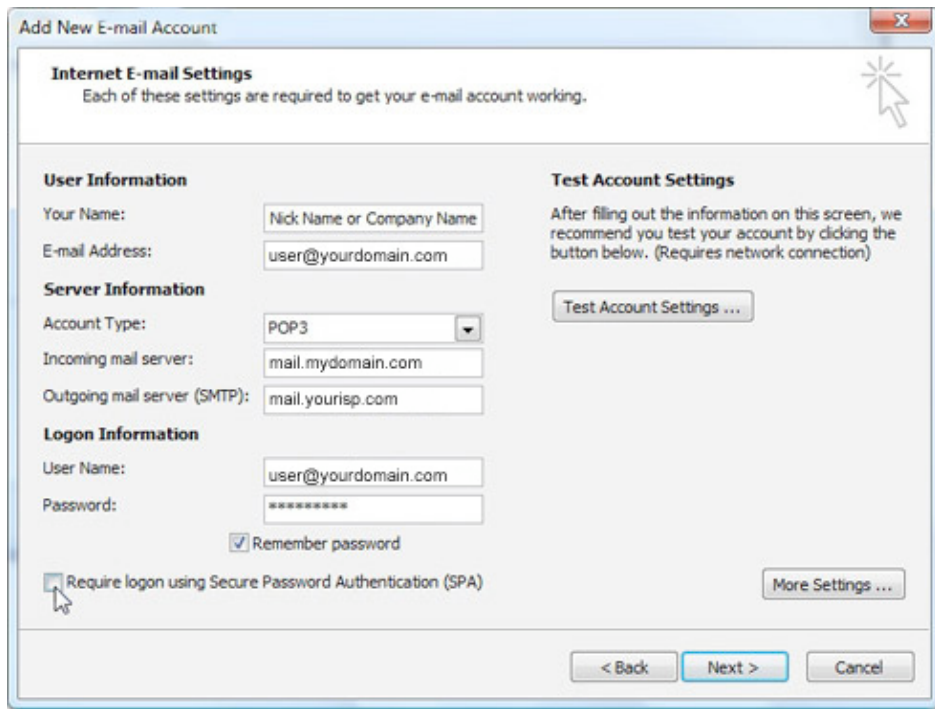 Add New E-mail Account
Internet E-mail Settings
Each of these settings are required to get your e-mail account working.
User Information
Your Name: Nick Name or Company Name
E-mail Address: user@yourdomain.com
Server Information
Account Type: POP3
Incoming mail server: mail.mydomain.com
Outgoing mail server (SMTP): mail.yourisp.com
Logon Information
User Name: user@yourdomain.com
Password: *********
Remember password
Require logon using Secure Password Authentication (SPA)
Test Account Settings
After filling out the information on this screen, we
recommend you test your account by clicking the
button below. (Requires network connection)
Test Account Settings ...
More Settings ...
< Back Next > Cancel